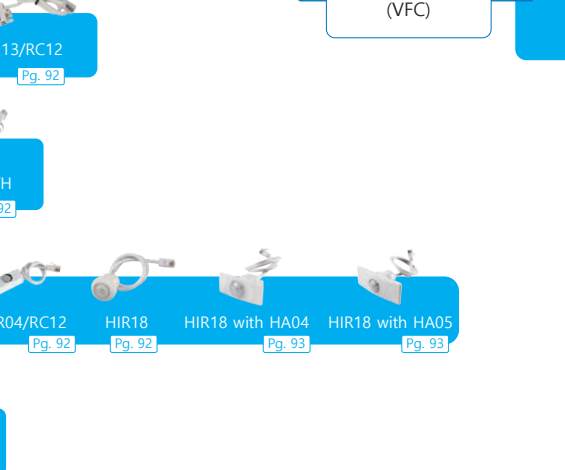 (VFC)
13/RC12
Pg. 92
H
92
R04/RC12
HIR18
HIR18 with HA04
HIR18 with HA05
Pg. 92
Pg. 92
Pg. 93
Pg. 93